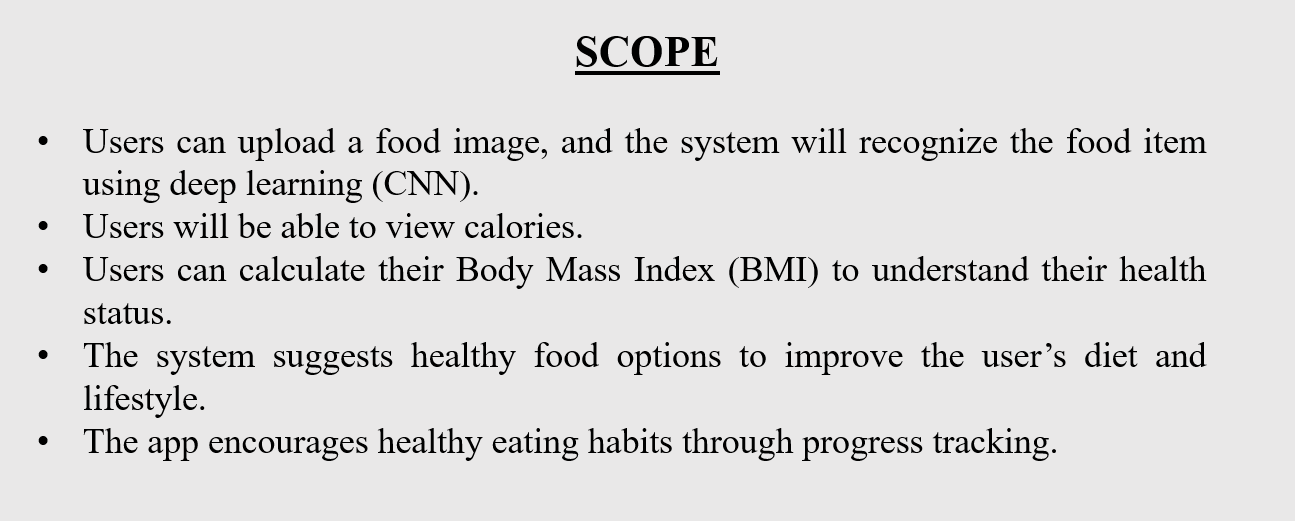 SCOPE
• Users can upload a food image, and the system will recognize the food item
using deep learning (CNN).
• Users will be able to view calories.
• Users can calculate their Body Mass Index (BMI) to understand their health
status.
• The system suggests healthy food options to improve the user’s diet and
lifestyle.
• The app encourages healthy eating habits through progress tracking.